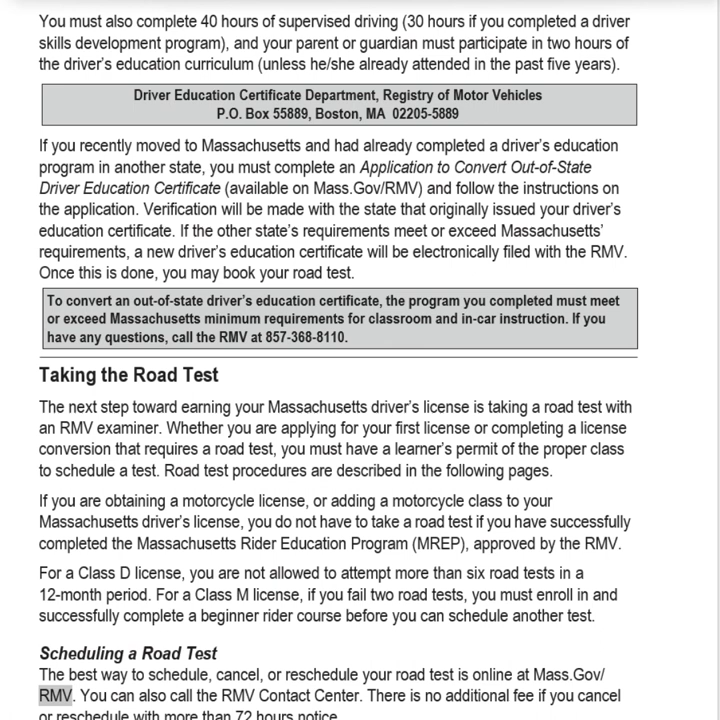 You must also complete 40 hours of supervised driving (30 hours if you completed a driver
skills development program), and your parent or guardian must participate in two hours of
the driver's education curriculum (unless he/she already attended in the past five years).
Driver Education Certificate Department, Registry of Motor Vehicles
P.O. Box 55889, Boston, MA 02205-5889
If you recently moved to Massachusetts and had already completed a driver's education
program in another state, you must complete an Application to Convert Out-of-State
Driver Education Certificate (available on Mass.Gov/RMV) and follow the instructions on
the application. Verification will be made with the state that originally issued your driver's
education certificate. If the other state's requirements meet or exceed Massachusetts'
requirements, a new driver's education certificate will be electronically filed with the RMV.
Once this is done, you may book your road test.
To convert an out-of-state driver's education certificate, the program you completed must meet
or exceed Massachusetts minimum requirements for classroom and in-car instruction. If you
have any questions, call the RMV at 857-368-8110.
Taking the Road Test
The next step toward earning your Massachusetts driver's license is taking a road test with
an RMV examiner. Whether you are applying for your first license or completing a license
conversion that requires a road test, you must have a learner's permit of the proper class
to schedule a test. Road test procedures are described in the following pages.
If you are obtaining a motorcycle license, or adding a motorcycle class to your
Massachusetts driver's license, you do not have to take a road test if you have successfully
completed the Massachusetts Rider Education Program (MREP), approved by the RMV.
For a Class D license, you are not allowed to attempt more than six road tests in a
12-month period. For a Class M license, if you fail two road tests, you must enroll in and
successfully complete a beginner rider course before you can schedule another test.
Scheduling a Road Test
The best way to schedule, cancel, or reschedule your road test is online at Mass.Gov/
RMV. You can also call the RMV Contact Center. There is no additional fee if you cancel
or reschedule with more than 72 hours notice.